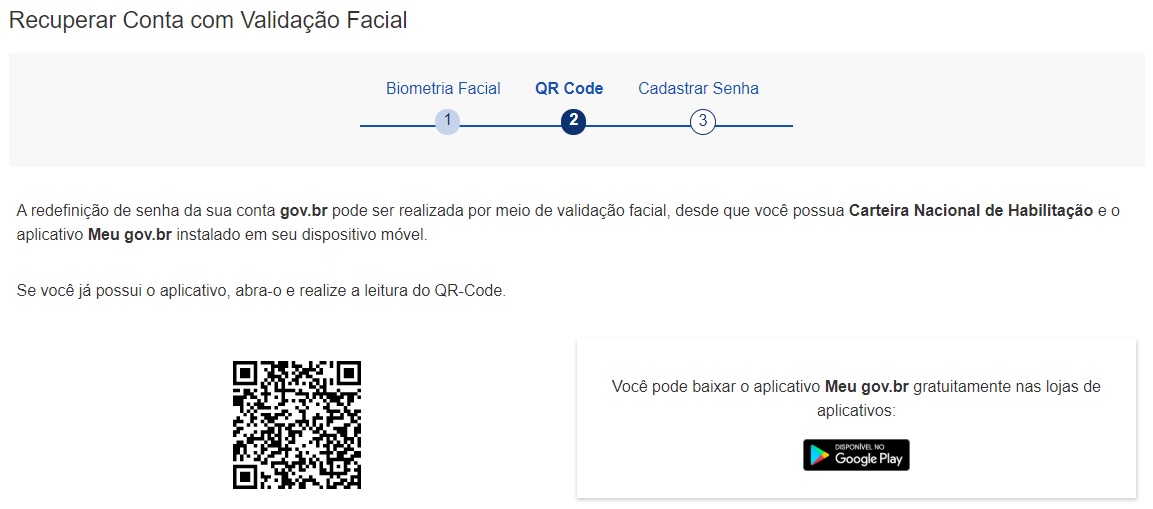 Recuperar Conta com Validação Facial
Biometria Facial QR Code Cadastrar Senha
1 2 3
A redefinição de senha da sua conta gov.br pode ser realizada por meio de validação facial, desde que você possua Carteira Nacional de Habilitação e o
aplicativo Meu gov.br instalado em seu dispositivo móvel.
Se você já possui o aplicativo, abra-o e realize a leitura do QR-Code.
Você pode baixar o aplicativo Meu gov.br gratuitamente nas lojas de
aplicativos:
DISPONÍVEL NO
Google Play